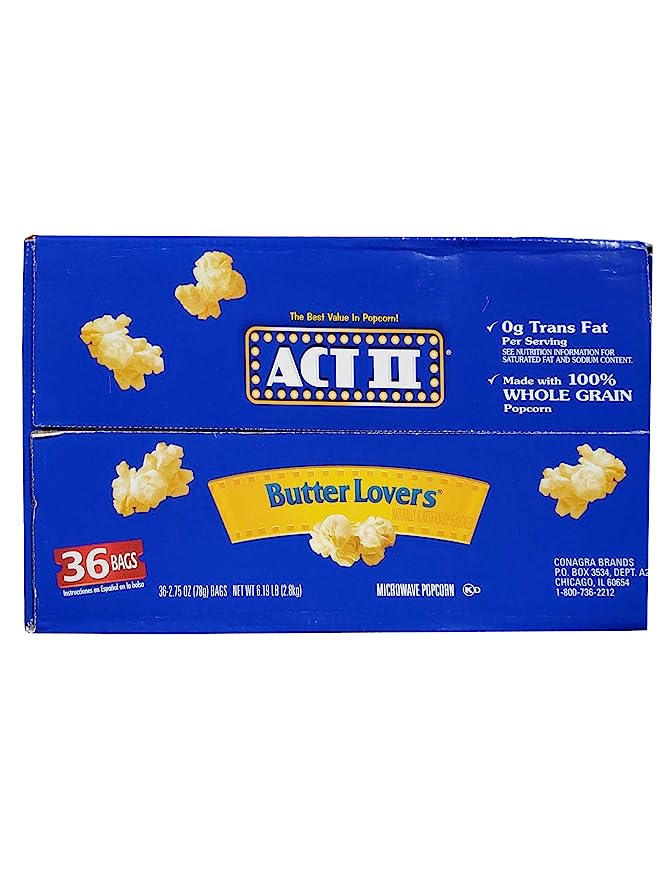 The Best Value In Popcorn!
ACT II®
✓ 0g Trans Fat
Per Serving
SEE NUTRITION INFORMATION FOR
SATURATED FAT AND SODIUM CONTENT.
✓ Made with 100%
WHOLE GRAIN
Popcorn
Butter Lovers®
NATURALLY & ARTIFICIALLY FLAVORED
36 BAGS
Instrucciones en Español en la bolsa
36-2.75 OZ (78g) BAGS NET WT 6.19 LB (2.8kg)
MICROWAVE POPCORN K D
CONAGRA BRANDS
P.O. BOX 3534, DEPT. A2
CHICAGO, IL 60654
1-800-736-2212